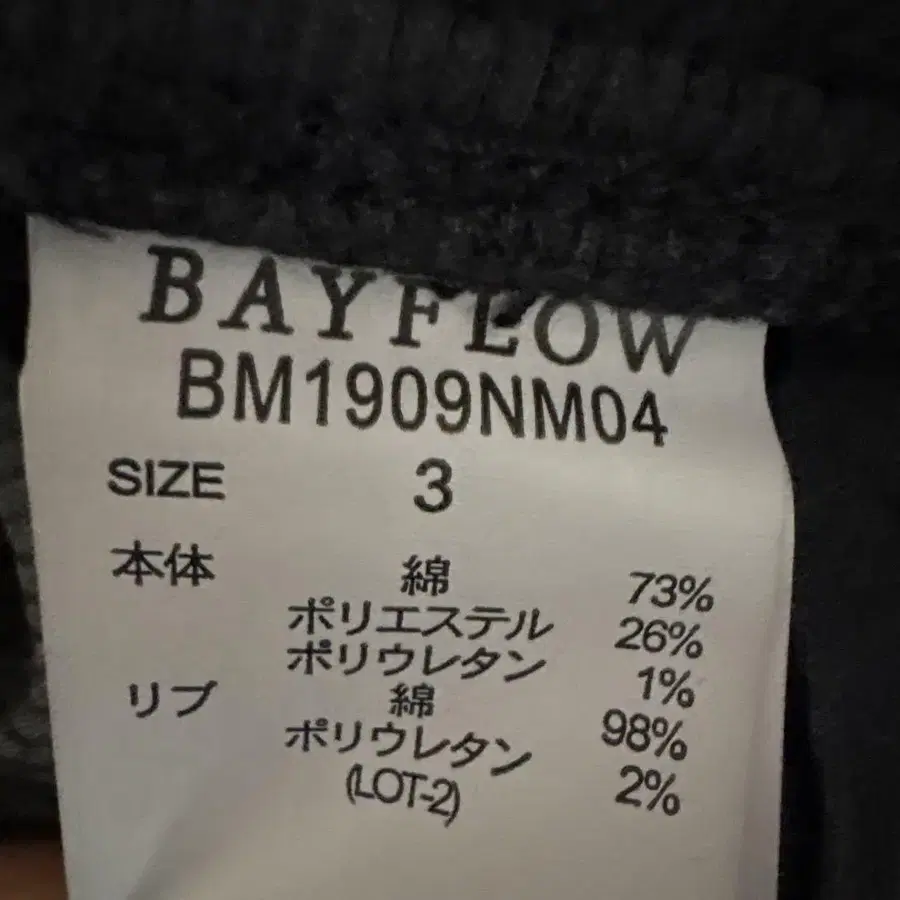 BAYFLOW
BM1909NM04
SIZE 3
本体 綿 73%
ポリエステル 26%
ポリウレタン 1%
リブ 綿 98%
ポリウレタン 2%
(LOT-2)